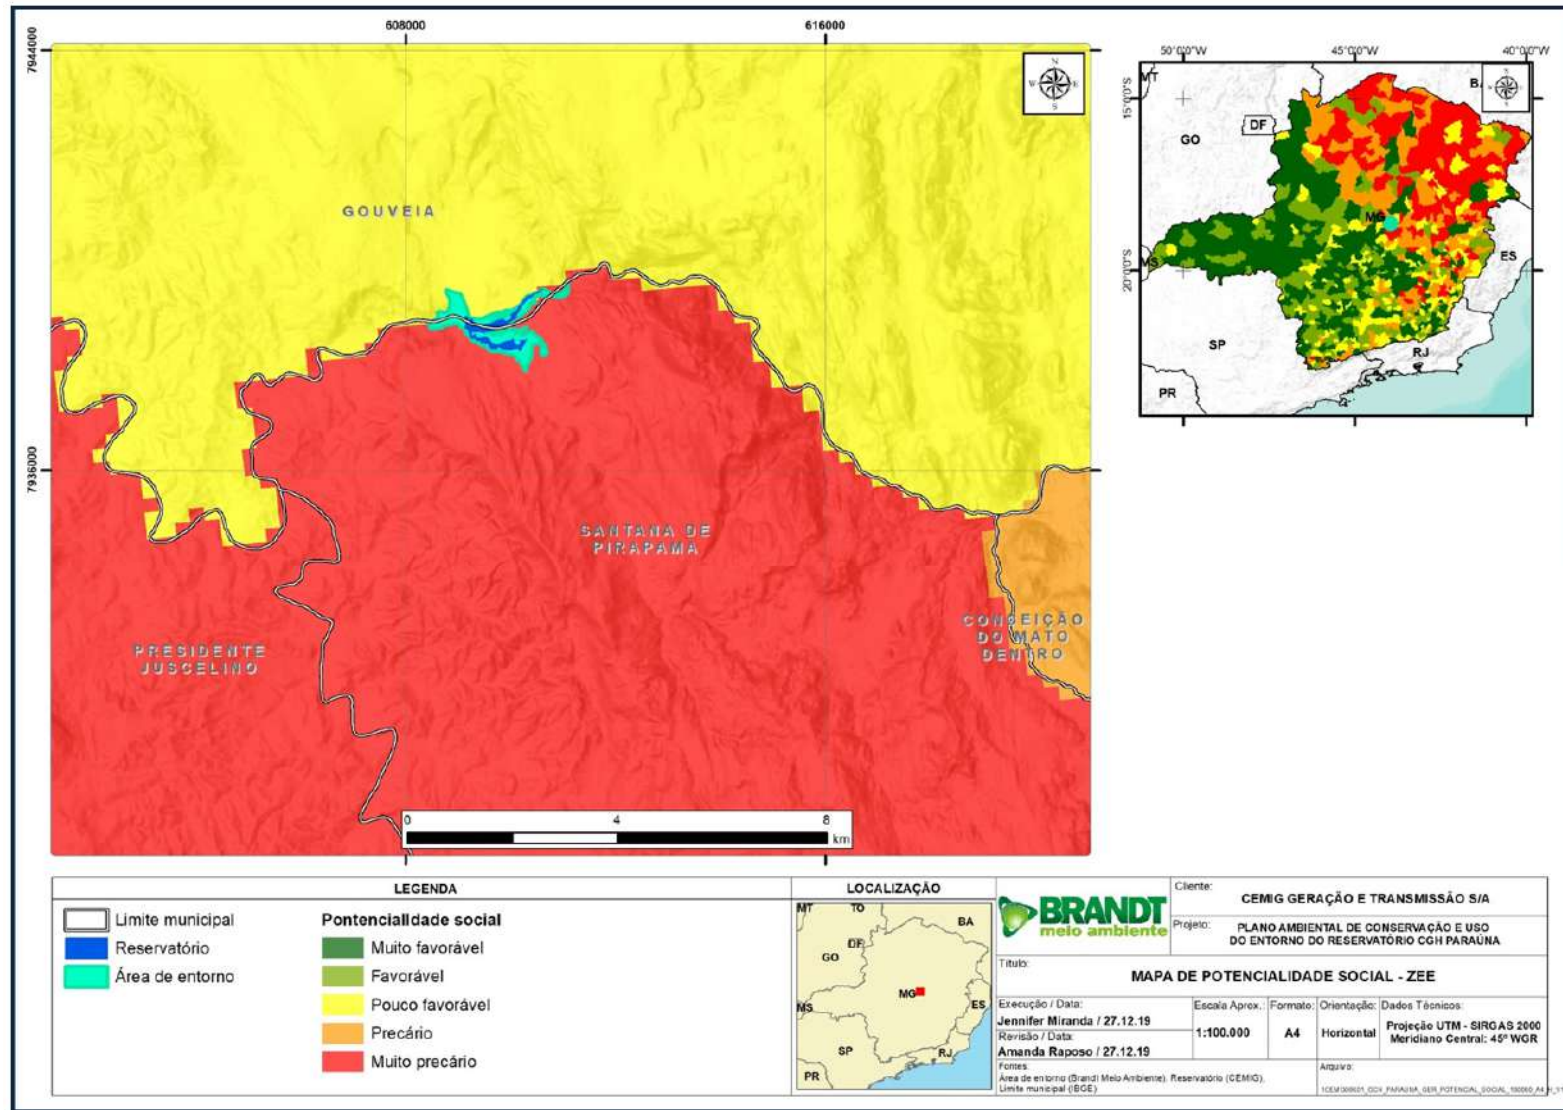 608000
616000
7944000
7936000
N
W E
S
GOUVEIA
SANTANA DE
PIRAPAMA
PRESIDENTE
JUSCELINO
CONCEIÇÃO
DO MATO
DENTRO
0 4 8
km
50°0'0"W 45°0'0"W 40°0'0"W
15°0'0"S
20°0'0"S
MT
GO
DF
MG
MS
ES
SP
RJ
PR
LEGENDA
Limite municipal
Reservatório
Área de entorno
Pontencialidade social
Muito favorável
Favorável
Pouco favorável
Precário
Muito precário
LOCALIZAÇÃO
MT TO
BA
DF
GO
MG
MS
ES
SP
RJ
PR
BRANDT
meio ambiente
Cliente:
CEMIG GERAÇÃO E TRANSMISSÃO S/A
Projeto:
PLANO AMBIENTAL DE CONSERVAÇÃO E USO
DO ENTORNO DO RESERVATÓRIO CGH PARAÚNA
Título:
MAPA DE POTENCIALIDADE SOCIAL - ZEE
Execução / Data:
Jennifer Miranda / 27.12.19
Revisão / Data:
Amanda Raposo / 27.12.19
Escala Aprox.:
1:100.000
Formato:
A4
Orientação:
Horizontal
Dados Técnicos:
Projeção UTM - SIRGAS 2000
Meridiano Central: 45º WGR
Fontes:
Área de entorno (Brandt Meio Ambiente), Reservatório (CEMIG),
Limite municipal (IBGE)
Arquivo: